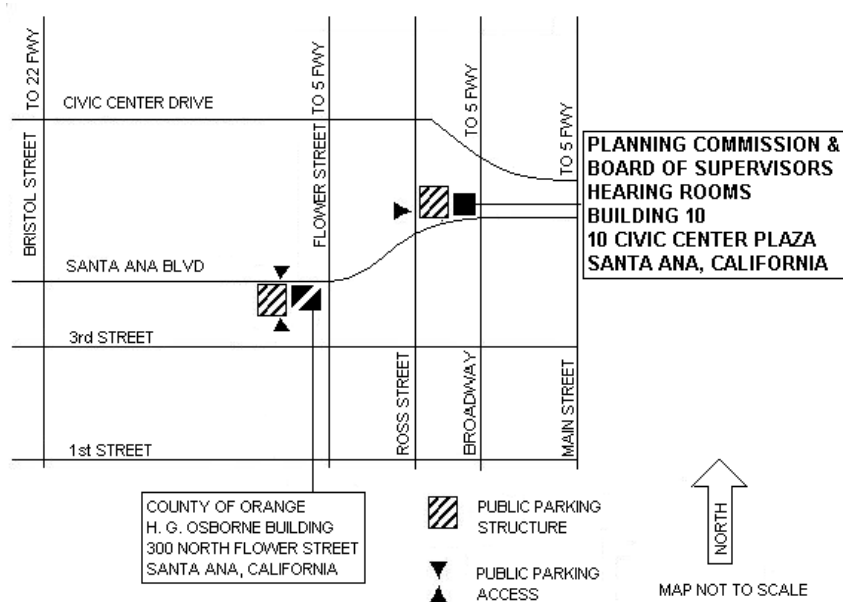 TO 22 FWY
TO 5 FWY
TO 5 FWY
TO 5 FWY
CIVIC CENTER DRIVE
BRISTOL STREET
FLOWER STREET
PLANNING COMMISSION &
BOARD OF SUPERVISORS
HEARING ROOMS
BUILDING 10
10 CIVIC CENTER PLAZA
SANTA ANA, CALIFORNIA
SANTA ANA BLVD
3rd STREET
ROSS STREET
BROADWAY
MAIN STREET
1st STREET
COUNTY OF ORANGE
H. G. OSBORNE BUILDING
300 NORTH FLOWER STREET
SANTA ANA, CALIFORNIA
PUBLIC PARKING
STRUCTURE
PUBLIC PARKING
ACCESS
NORTH
MAP NOT TO SCALE